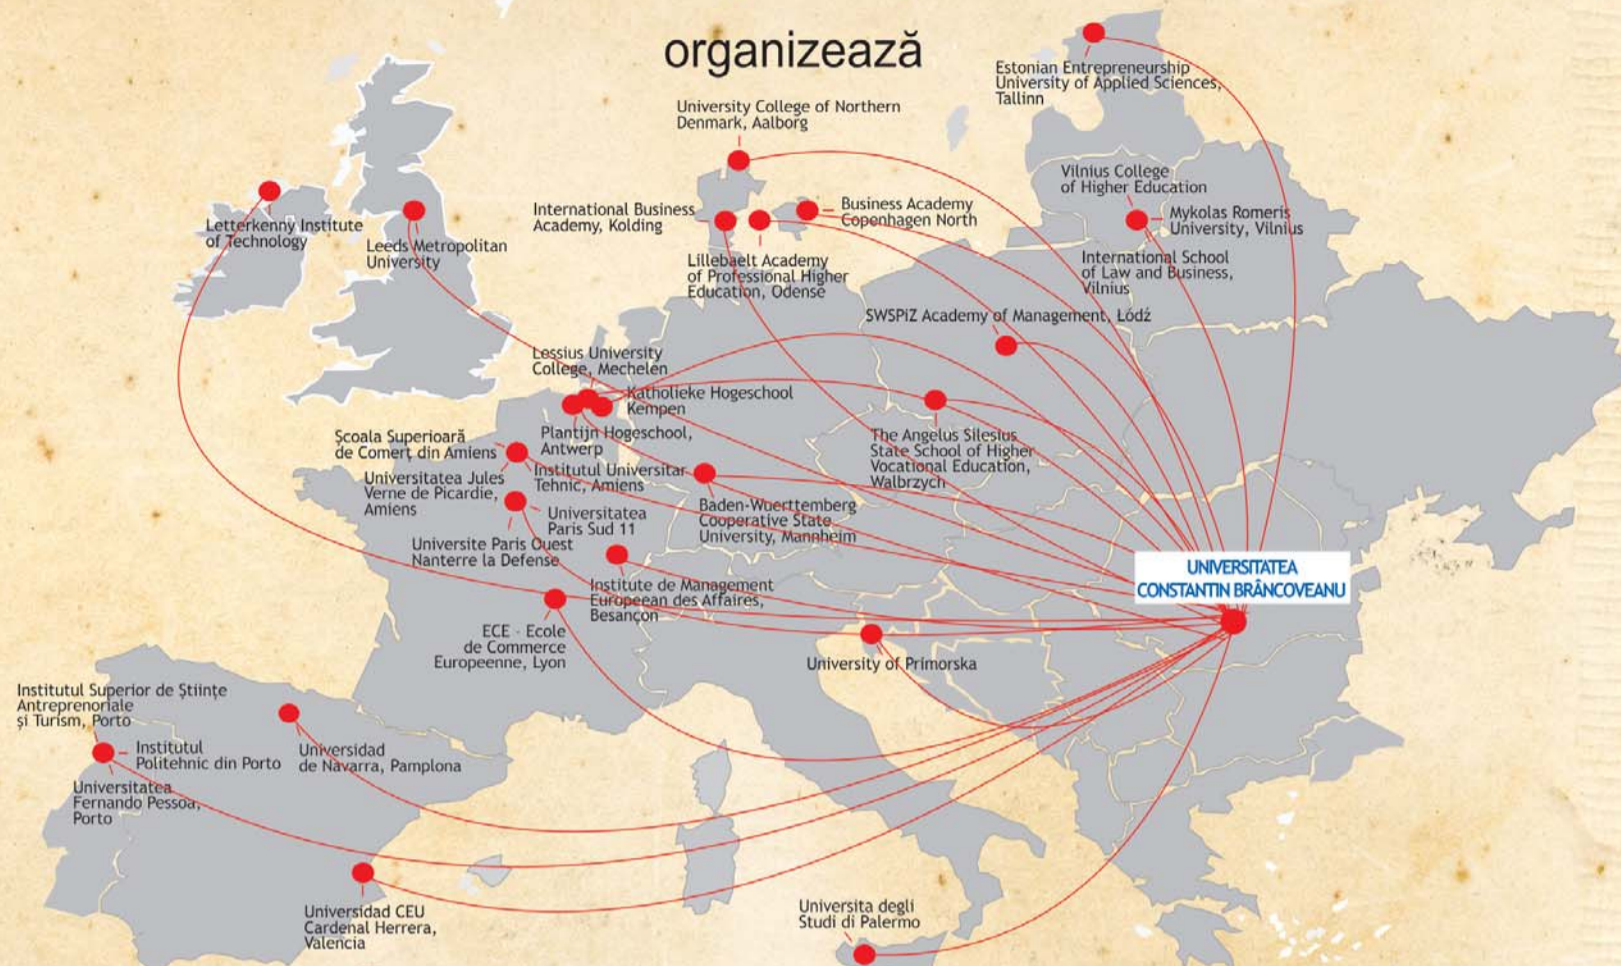 organizează
Estonian Entrepreneurship
University of Applied Sciences,
Tallinn
University College of Northern
Denmark, Aalborg
Vilnius College
of Higher Education
Mykolas Romeris
University, Vilnius
International School
of Law and Business,
Vilnius
International Business
Academy, Kolding
Business Academy
Copenhagen North
Letterkenny Institute
of Technology
Leeds Metropolitan
University
Lillebaelt Academy
of Professional Higher
Education, Odense
SWSPiZ Academy of Management, Łódź
Lessius University
College, Mechelen
Katholieke Hogeschool
Kempen
Plantijn Hogeschool,
Antwerp
Școala Superioară
de Comerț din Amiens
Institutul Universitar
Tehnic, Amiens
Universitatea Jules
Verne de Picardie,
Amiens
The Angelus Silesius
State School of Higher
Vocational Education,
Walbrzych
Baden-Wuerttemberg
Cooperative State
University, Mannheim
Universitatea
Paris Sud 11
Universite Paris Ouest
Nanterre la Defense
UNIVERSITATEA
CONSTANTIN BRÂNCOVEANU
Institute de Management
Europeean des Affaires,
Besançon
ECE - Ecole
de Commerce
Europeenne, Lyon
University of Primorska
Institutul Superior de Științe
Antreprenoriale
și Turism, Porto
Institutul
Politehnic din Porto
Universidad
de Navarra, Pamplona
Universitatea
Fernando Pessoa,
Porto
Universidad CEU
Cardenal Herrera,
Valencia
Universita degli
Studi di Palermo